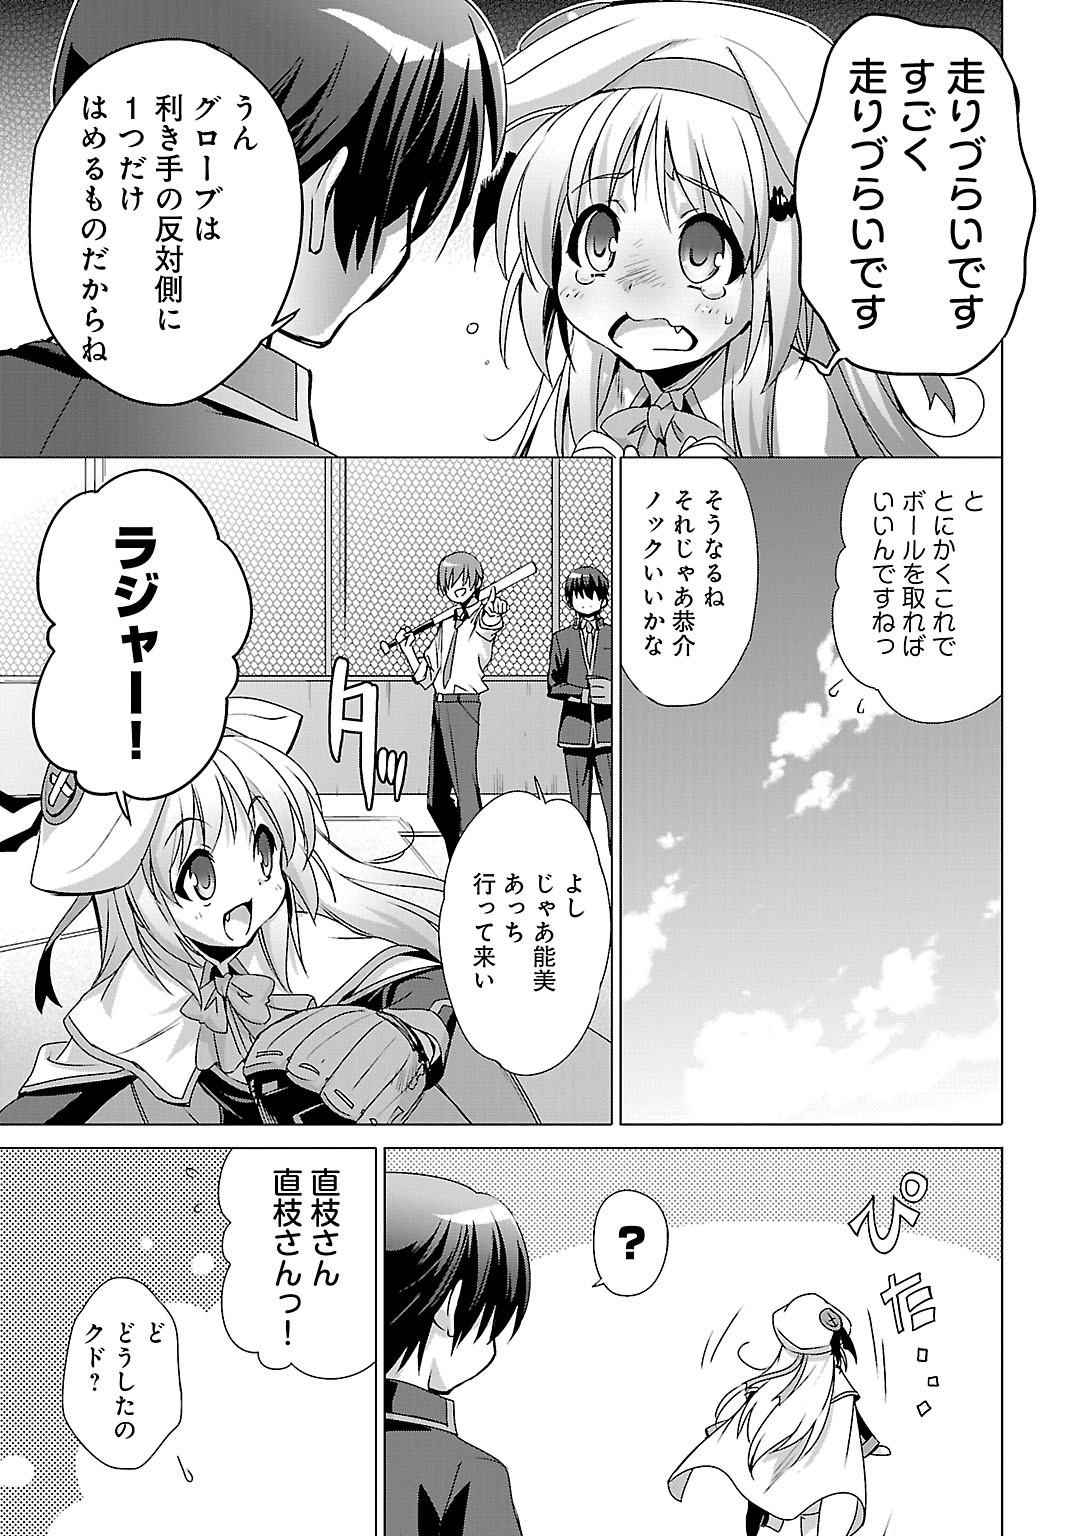 走りづらいです
すごく
走りづらいです
うん
グローブは
利き手の反対側に
1つだけ
はめるものだからね
と
とにかくこれで
ボールを取れば
いいんですねっ
そうなるね
それじゃあ恭介
ノックいいかな
よし
じゃあ能美
あっち
行って来い
タッ
ラジャー!
ぴ
た
?
直枝さん
直枝さんっ!
ど
どうしたの
クド?